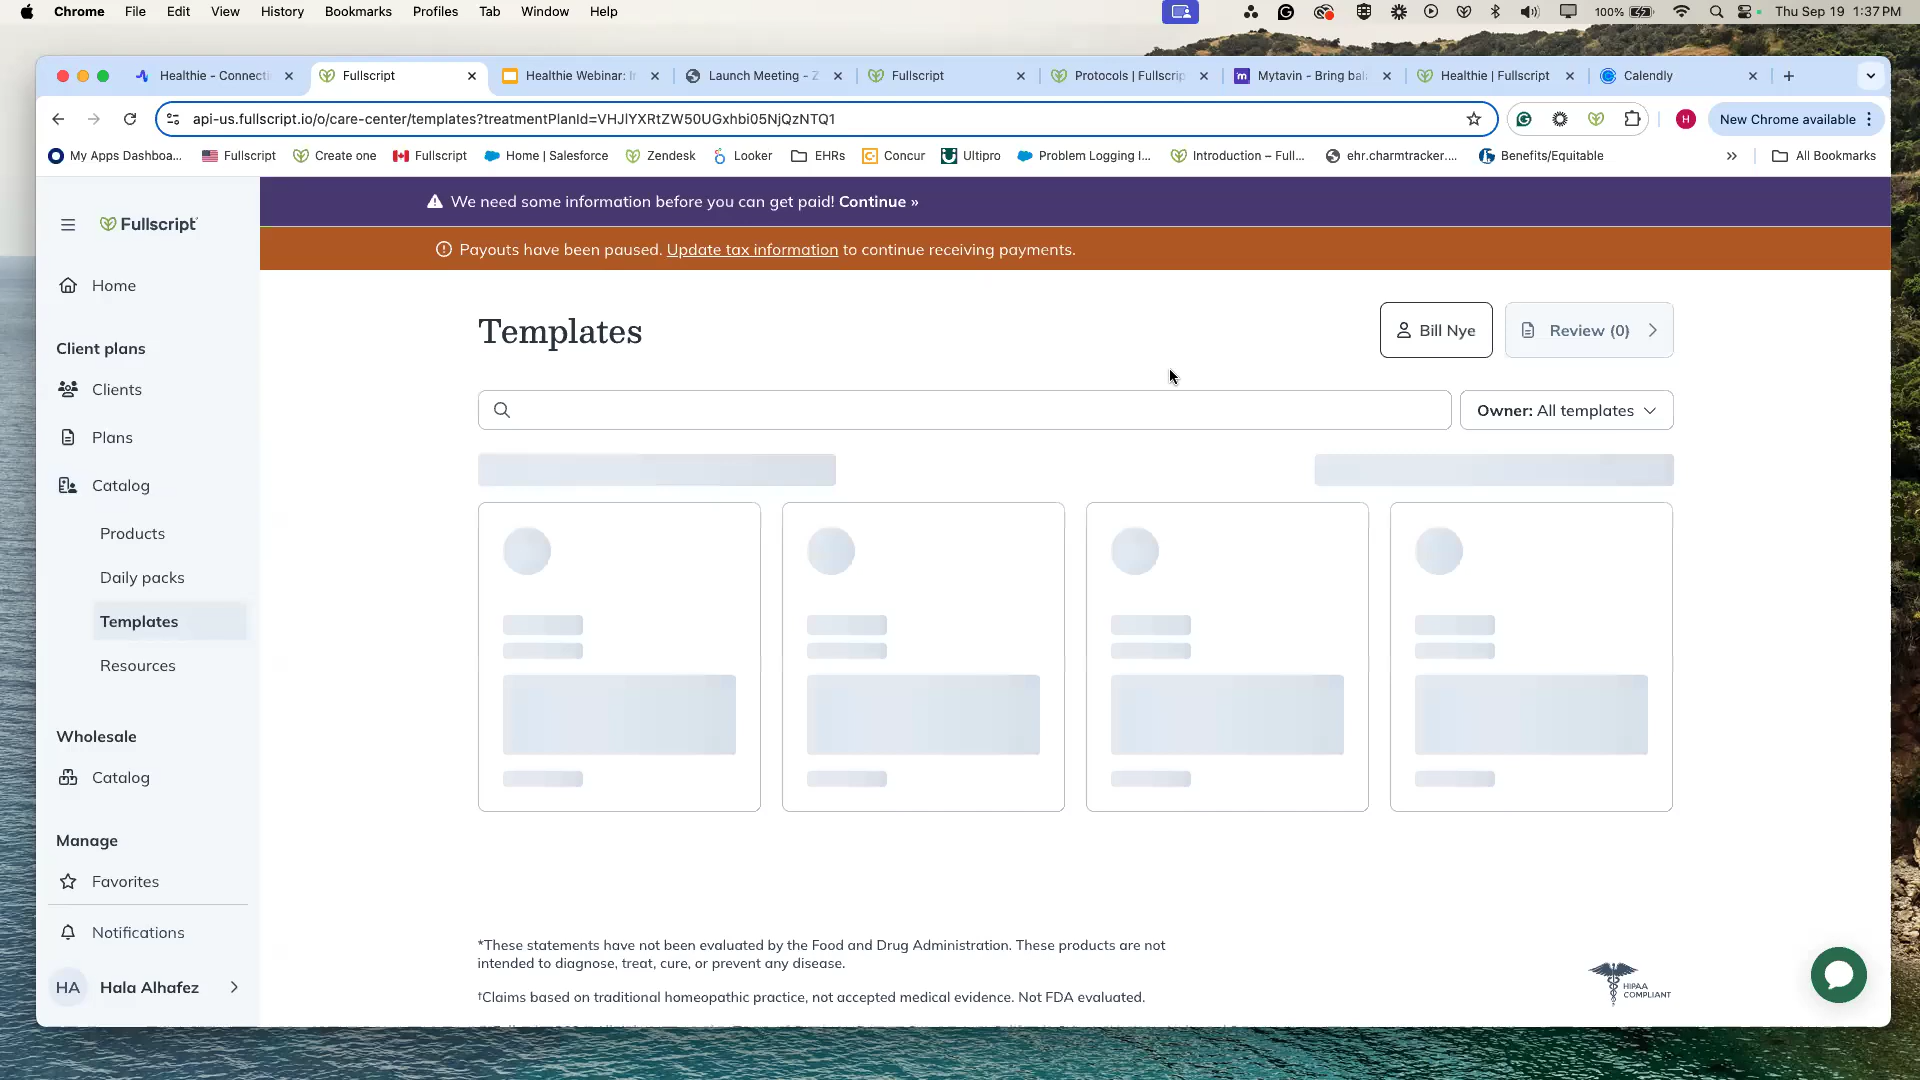 Chrome File Edit View History Bookmarks Profiles Tab Window Help 100% Thu Sep 19 1:37 PM
Healthie - Connecti Fullscript Healthie Webinar: I Launch Meeting - Z Fullscript Protocols | Fullscrip Mytavin - Bring bal Healthie | Fullscript Calendly
api-us.fullscript.io/o/care-center/templates?treatmentPlanId=VHJlYXRtZW50UGxhbi05NjQzNTQ1 H New Chrome available
My Apps Dashboa... Fullscript Create one Fullscript Home | Salesforce Zendesk Looker EHRs Concur Ultipro Problem Logging I... Introduction – Full... ehr.charmtracker.... Benefits/Equitable » All Bookmarks
Fullscript
We need some information before you can get paid! Continue »
Payouts have been paused. Update tax information to continue receiving payments.
Home
Client plans
Clients
Plans
Catalog
Products
Daily packs
Templates
Resources
Wholesale
Catalog
Manage
Favorites
Notifications
HA Hala Alhafez
Templates
Bill Nye
Review (0)
Owner: All templates
*These statements have not been evaluated by the Food and Drug Administration. These products are not
intended to diagnose, treat, cure, or prevent any disease.
†Claims based on traditional homeopathic practice, not accepted medical evidence. Not FDA evaluated.
HIPAA
COMPLIANT